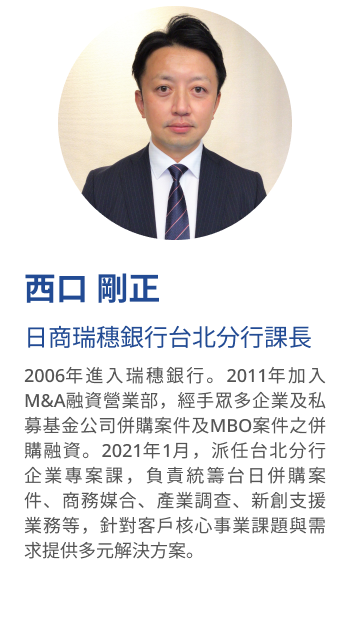 西口 剛正
日商瑞穗銀行台北分行課長
2006年進入瑞穗銀行。2011年加入
M&A融資營業部，經手眾多企業及私
募基金公司併購案件及MBO案件之併
購融資。2021年1月，派任台北分行
企業專案課，負責統籌台日併購案
件、商務媒合、產業調查、新創支援
業務等，針對客戶核心事業課題與需
求提供多元解決方案。